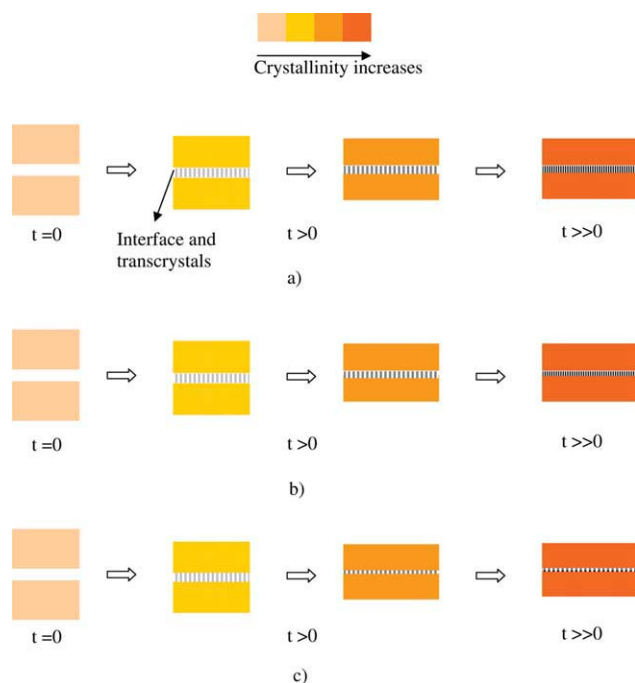 Crystallinity increases
t =0
Interface and
transcrystals
t >0
t >>0
a)
t =0
t >0
t >>0
b)
t =0
t >0
t >>0
c)